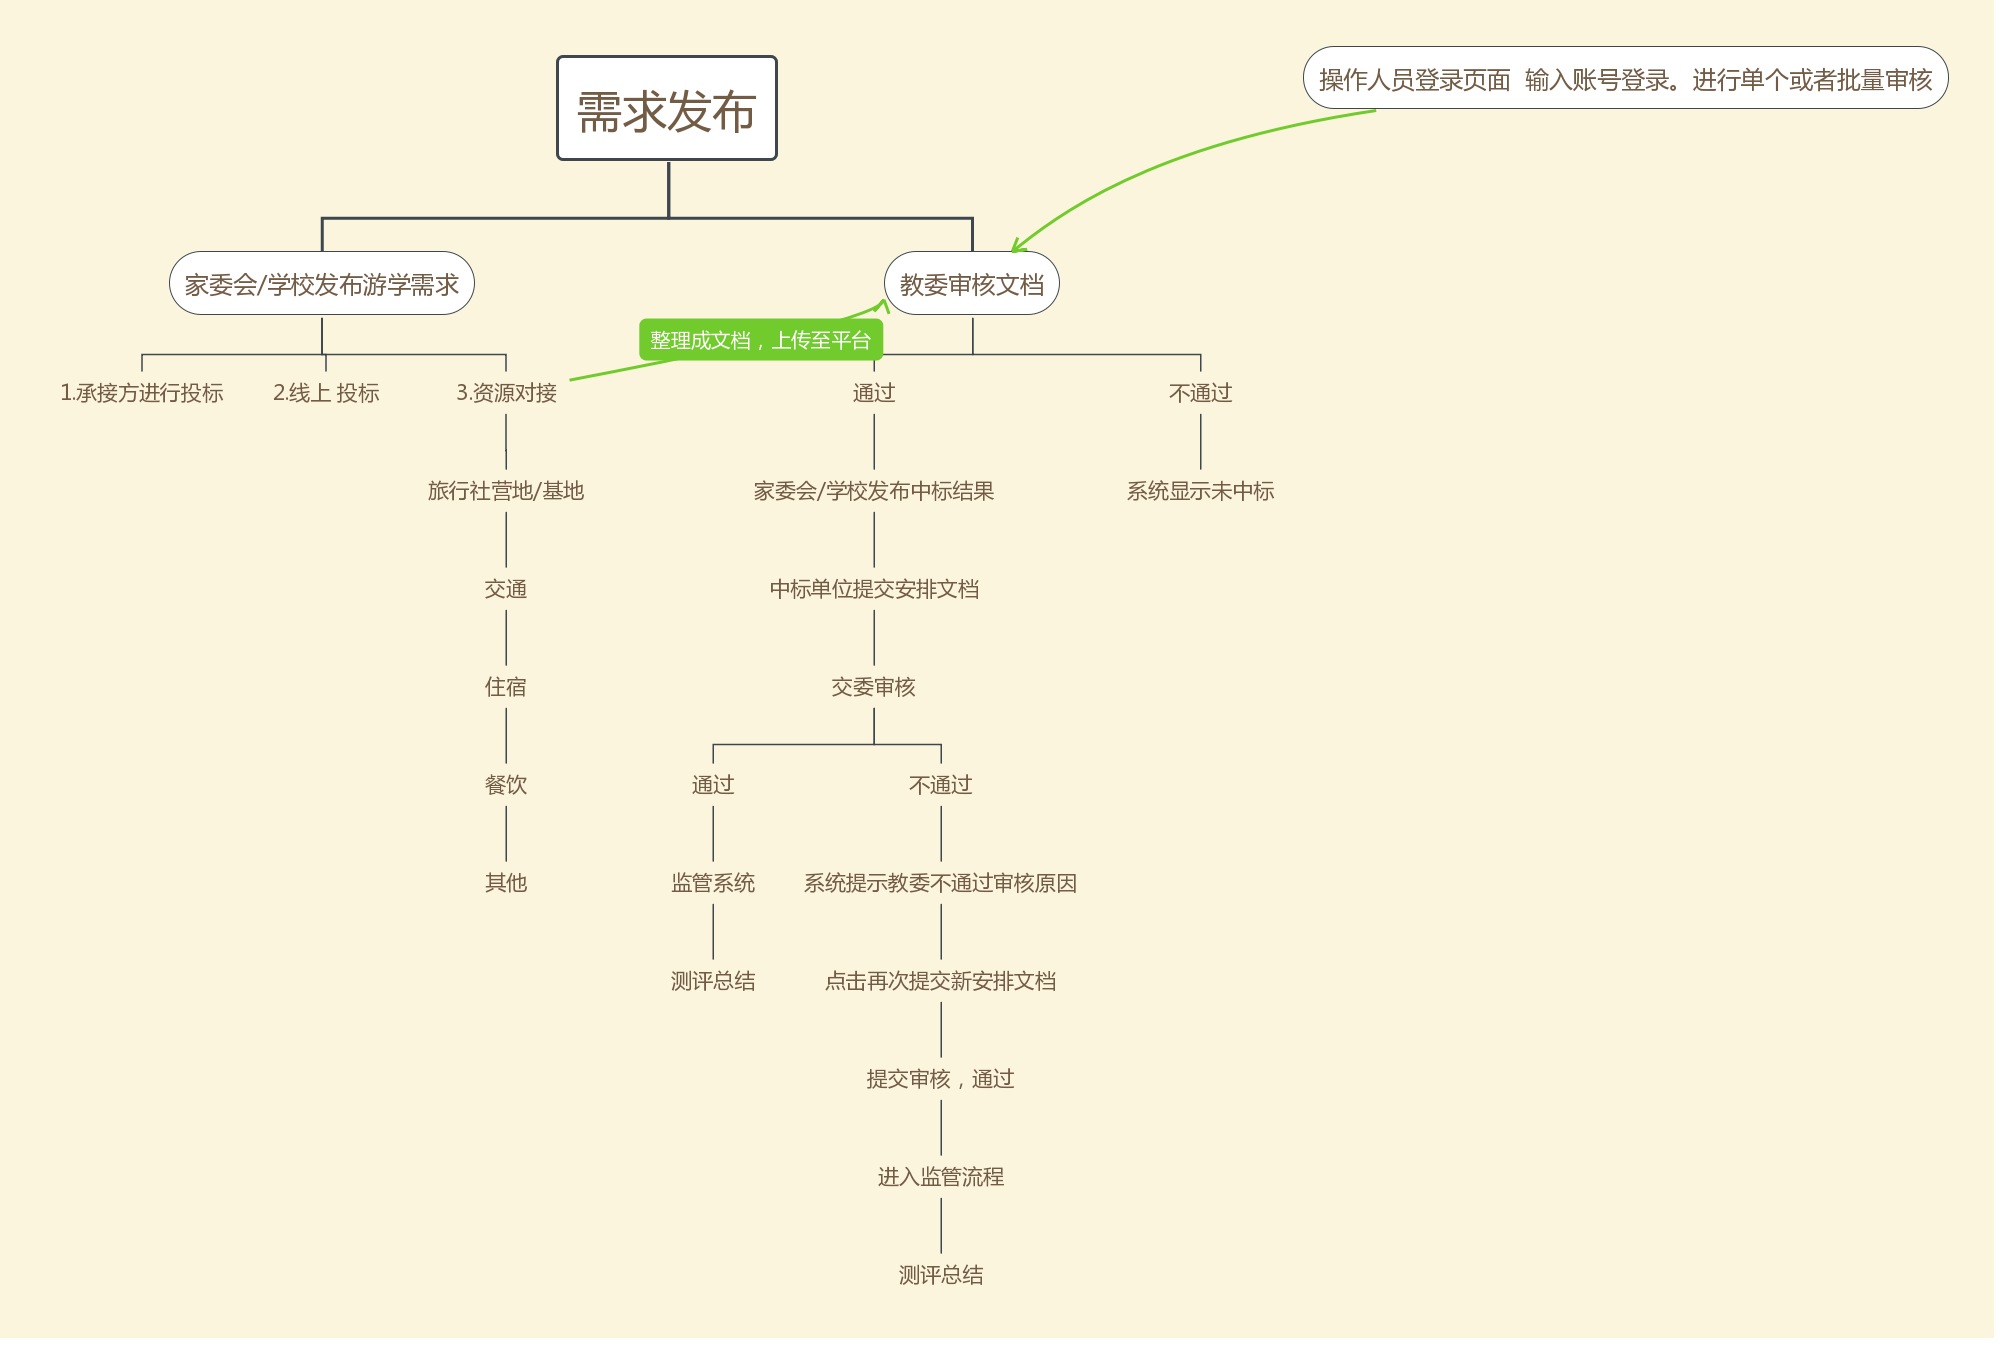 需求发布
操作人员登录页面 输入账号登录。进行单个或者批量审核
家委会/学校发布游学需求
教委审核文档
整理成文档，上传至平台
1.承接方进行投标
2.线上 投标
3.资源对接
通过
不通过
旅行社营地/基地
家委会/学校发布中标结果
系统显示未中标
交通
中标单位提交安排文档
住宿
交委审核
餐饮
通过
不通过
其他
监管系统
系统提示教委不通过审核原因
测评总结
点击再次提交新安排文档
提交审核，通过
进入监管流程
测评总结